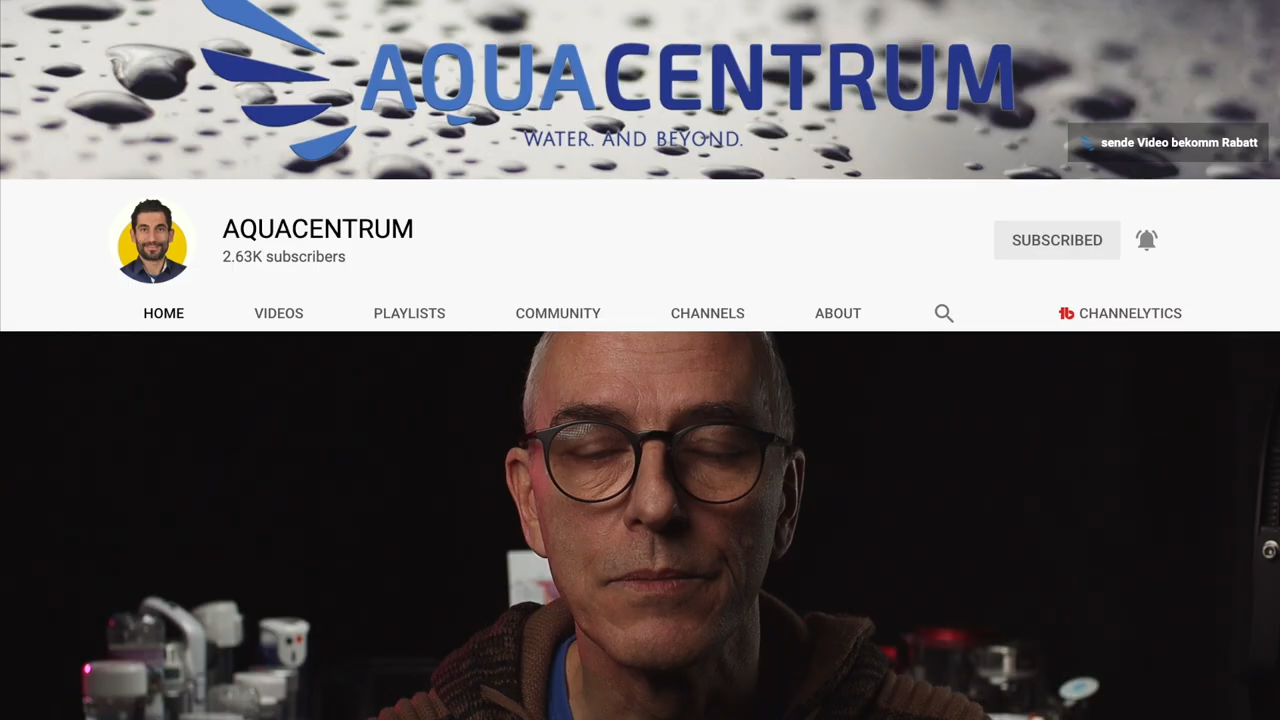 AQUACENTRUM
WATER. AND BEYOND.
sende Video bekomm Rabatt
AQUACENTRUM
2.63K subscribers
SUBSCRIBED
HOME
VIDEOS
PLAYLISTS
COMMUNITY
CHANNELS
ABOUT
CHANNELYTICS